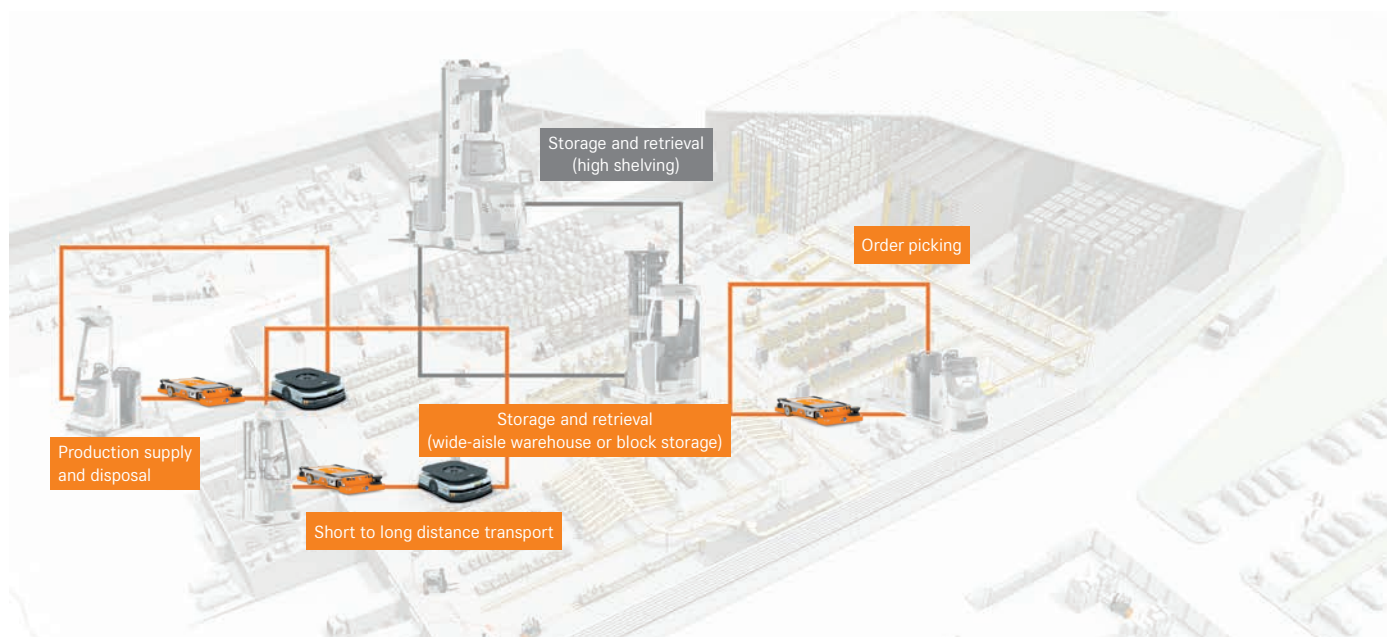 Storage and retrieval
(high shelving)
Order picking
Storage and retrieval
(wide-aisle warehouse or block storage)
Production supply
and disposal
Short to long distance transport